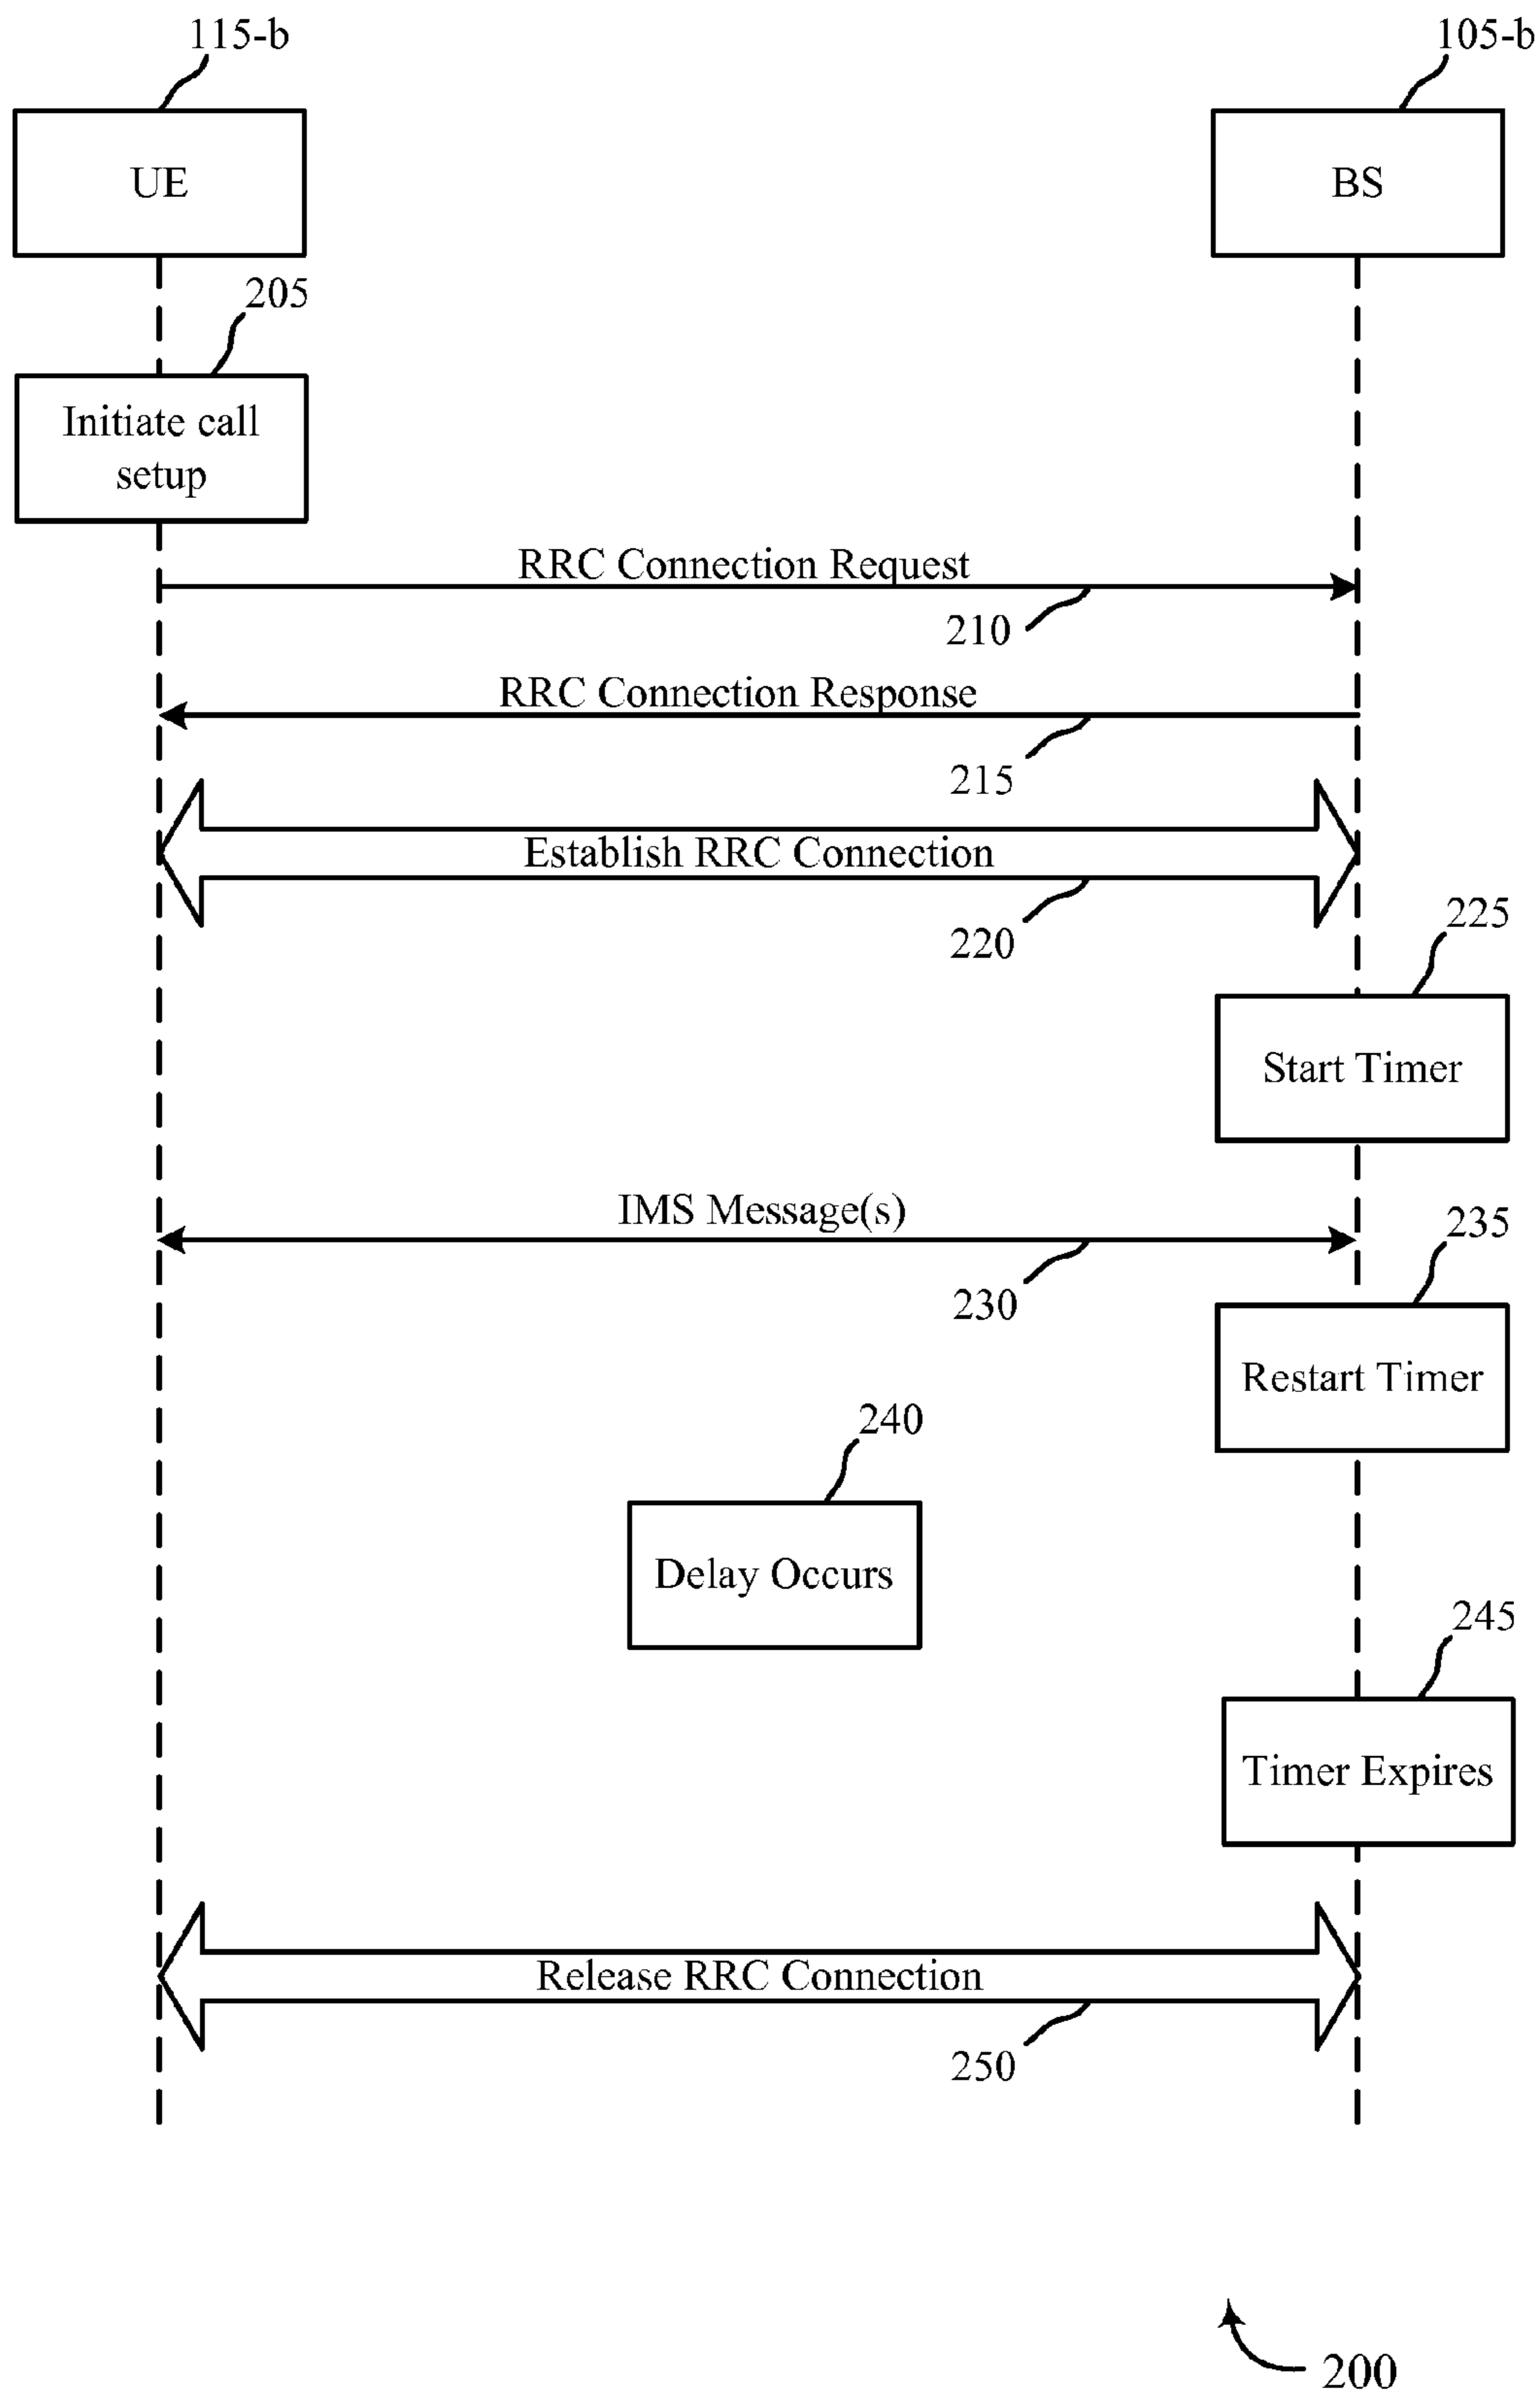 115-b
105-b
UE
BS
205
Initiate call
setup
RRC Connection Request
210
RRC Connection Response
215
Establish RRC Connection
220
225
Start Timer
IMS Message(s)
230
235
Restart Timer
240
Delay Occurs
245
Timer Expires
Release RRC Connection
250
200